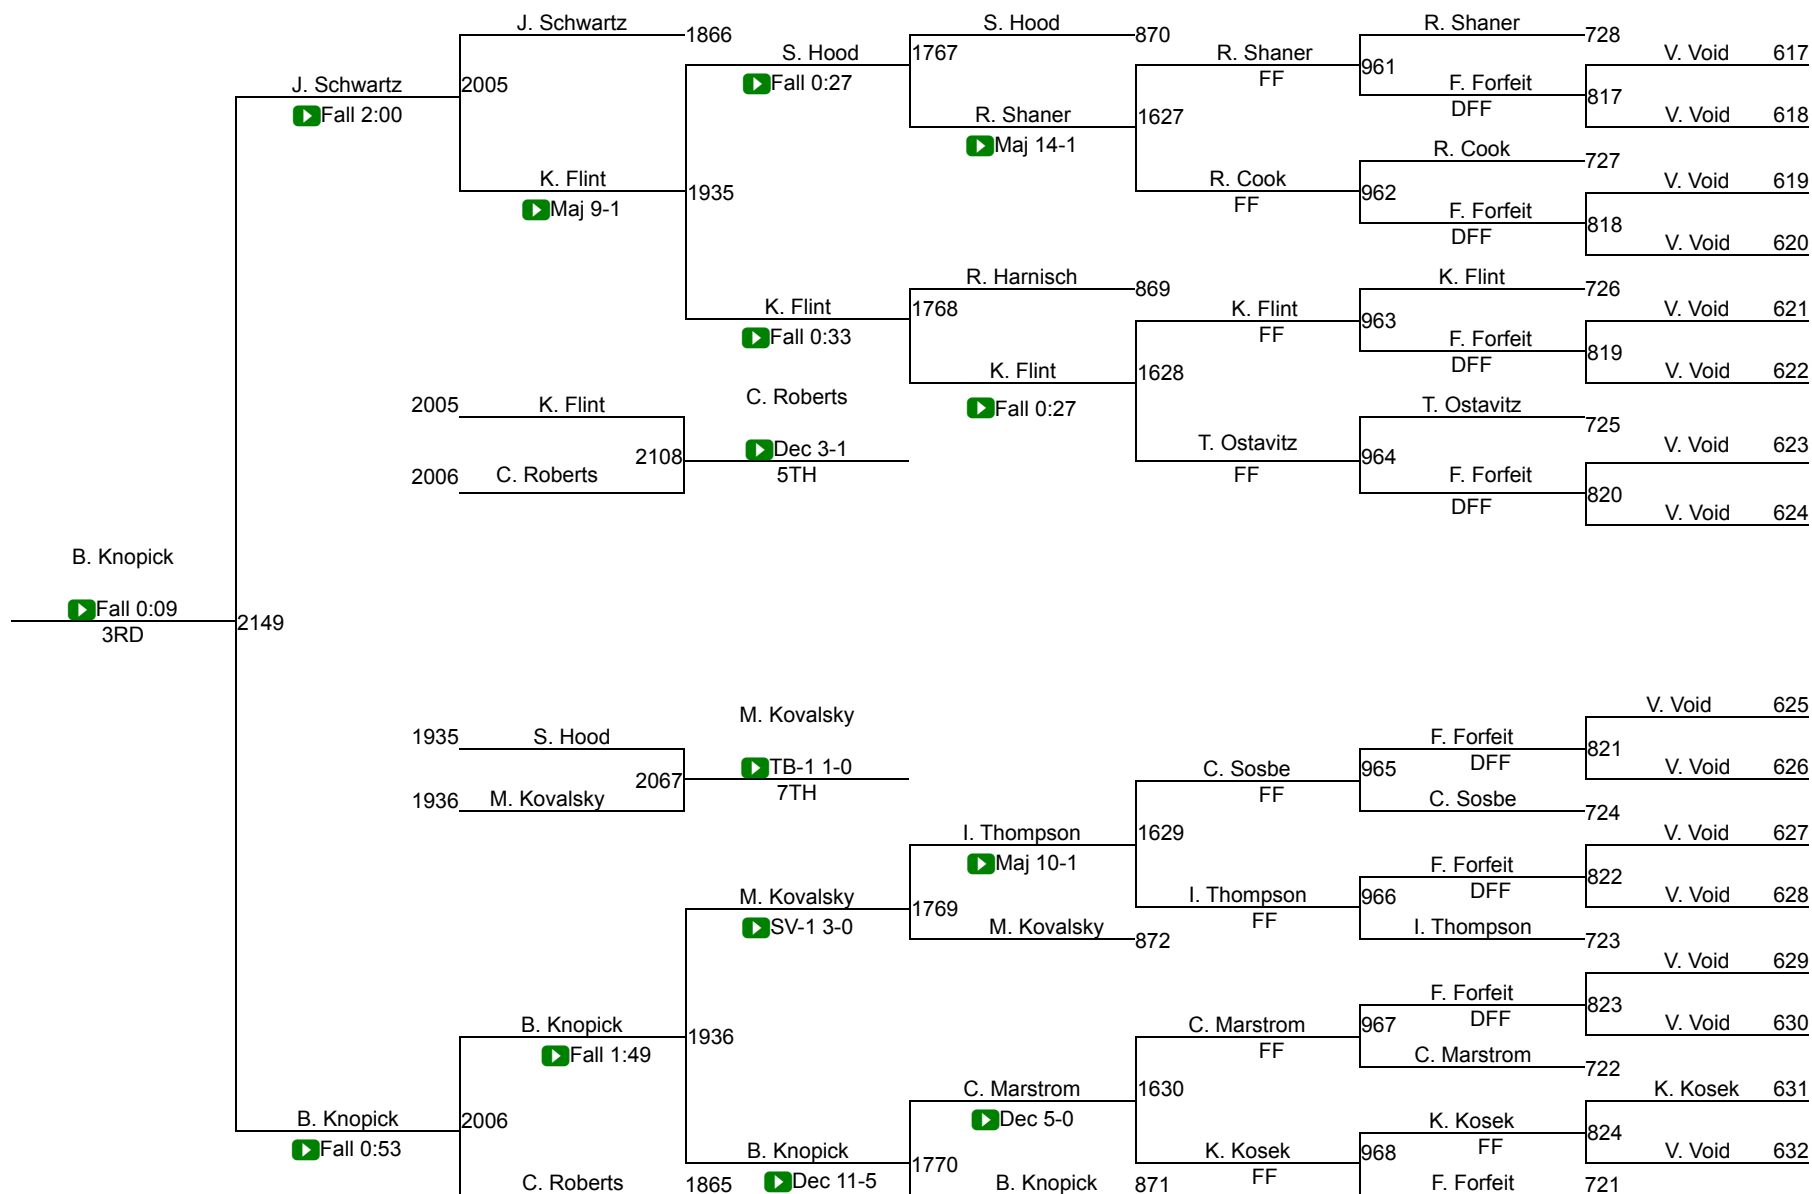 J. Schwartz
1866
S. Hood
870
R. Shaner
728
S. Hood
1767
R. Shaner
V. Void 617
Fall 0:27
FF
961
F. Forfeit
J. Schwartz
2005
DFF
817
Fall 2:00
R. Shaner
1627
V. Void 618
Maj 14-1
R. Cook
727
K. Flint
1935
R. Cook
962
V. Void 619
Maj 9-1
FF
F. Forfeit
818
DFF
V. Void 620
R. Harnisch
869
K. Flint
726
K. Flint
1768
K. Flint
963
V. Void 621
Fall 0:33
FF
F. Forfeit
819
DFF
K. Flint
1628
V. Void 622
2005
K. Flint
C. Roberts
Fall 0:27
T. Ostavitz
725
2108
Dec 3-1
T. Ostavitz
964
V. Void 623
2006
C. Roberts
5TH
FF
F. Forfeit
820
DFF
V. Void 624
B. Knopick
Fall 0:09
3RD
2149
V. Void 625
M. Kovalsky
1935
S. Hood
F. Forfeit
821
DFF
2067
TB-1 1-0
C. Sosbe
965
V. Void 626
7TH
FF
1936
M. Kovalsky
C. Sosbe
724
I. Thompson
1629
V. Void 627
Maj 10-1
F. Forfeit
822
DFF
M. Kovalsky
1769
I. Thompson
966
V. Void 628
SV-1 3-0
FF
M. Kovalsky
872
I. Thompson
723
V. Void 629
F. Forfeit
823
DFF
B. Knopick
1936
C. Marstrom
967
V. Void 630
Fall 1:49
FF
C. Marstrom
722
C. Marstrom
1630
K. Kosek 631
Dec 5-0
B. Knopick
2006
K. Kosek
824
FF
Fall 0:53
B. Knopick
1770
K. Kosek
968
V. Void 632
FF
C. Roberts
1865
Dec 11-5
B. Knopick
871
F. Forfeit
721